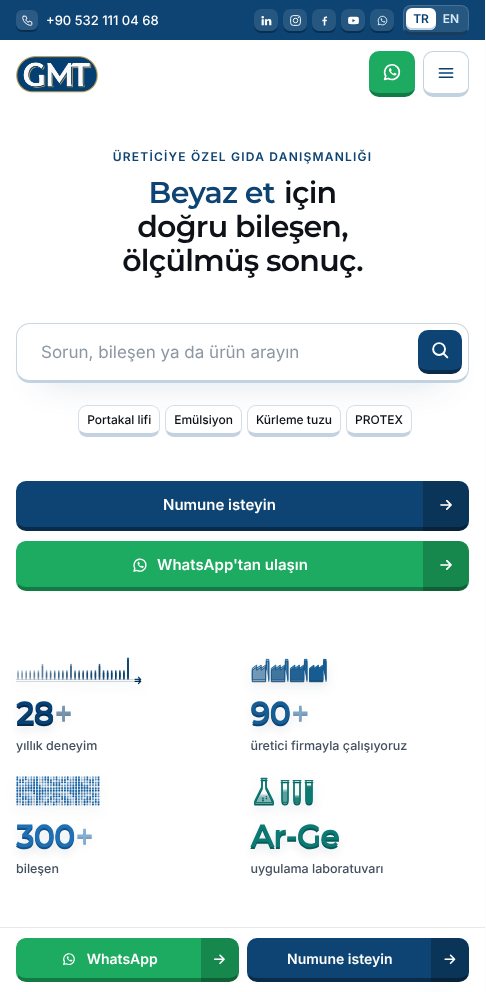 +90 532 111 04 68
TR EN
GMT
ÜRETİCİYE ÖZEL GIDA DANIŞMANLIĞI
Beyaz et için
doğru bileşen,
ölçülmüş sonuç.
Sorun, bileşen ya da ürün arayın
Portakal lifi Emülsiyon Kürleme tuzu PROTEX
Numune isteyin
WhatsApp'tan ulaşın
28+ 90+
yıllık deneyim üretici firmayla çalışıyoruz
300+ Ar-Ge
bileşen uygulama laboratuvarı
WhatsApp Numune isteyin